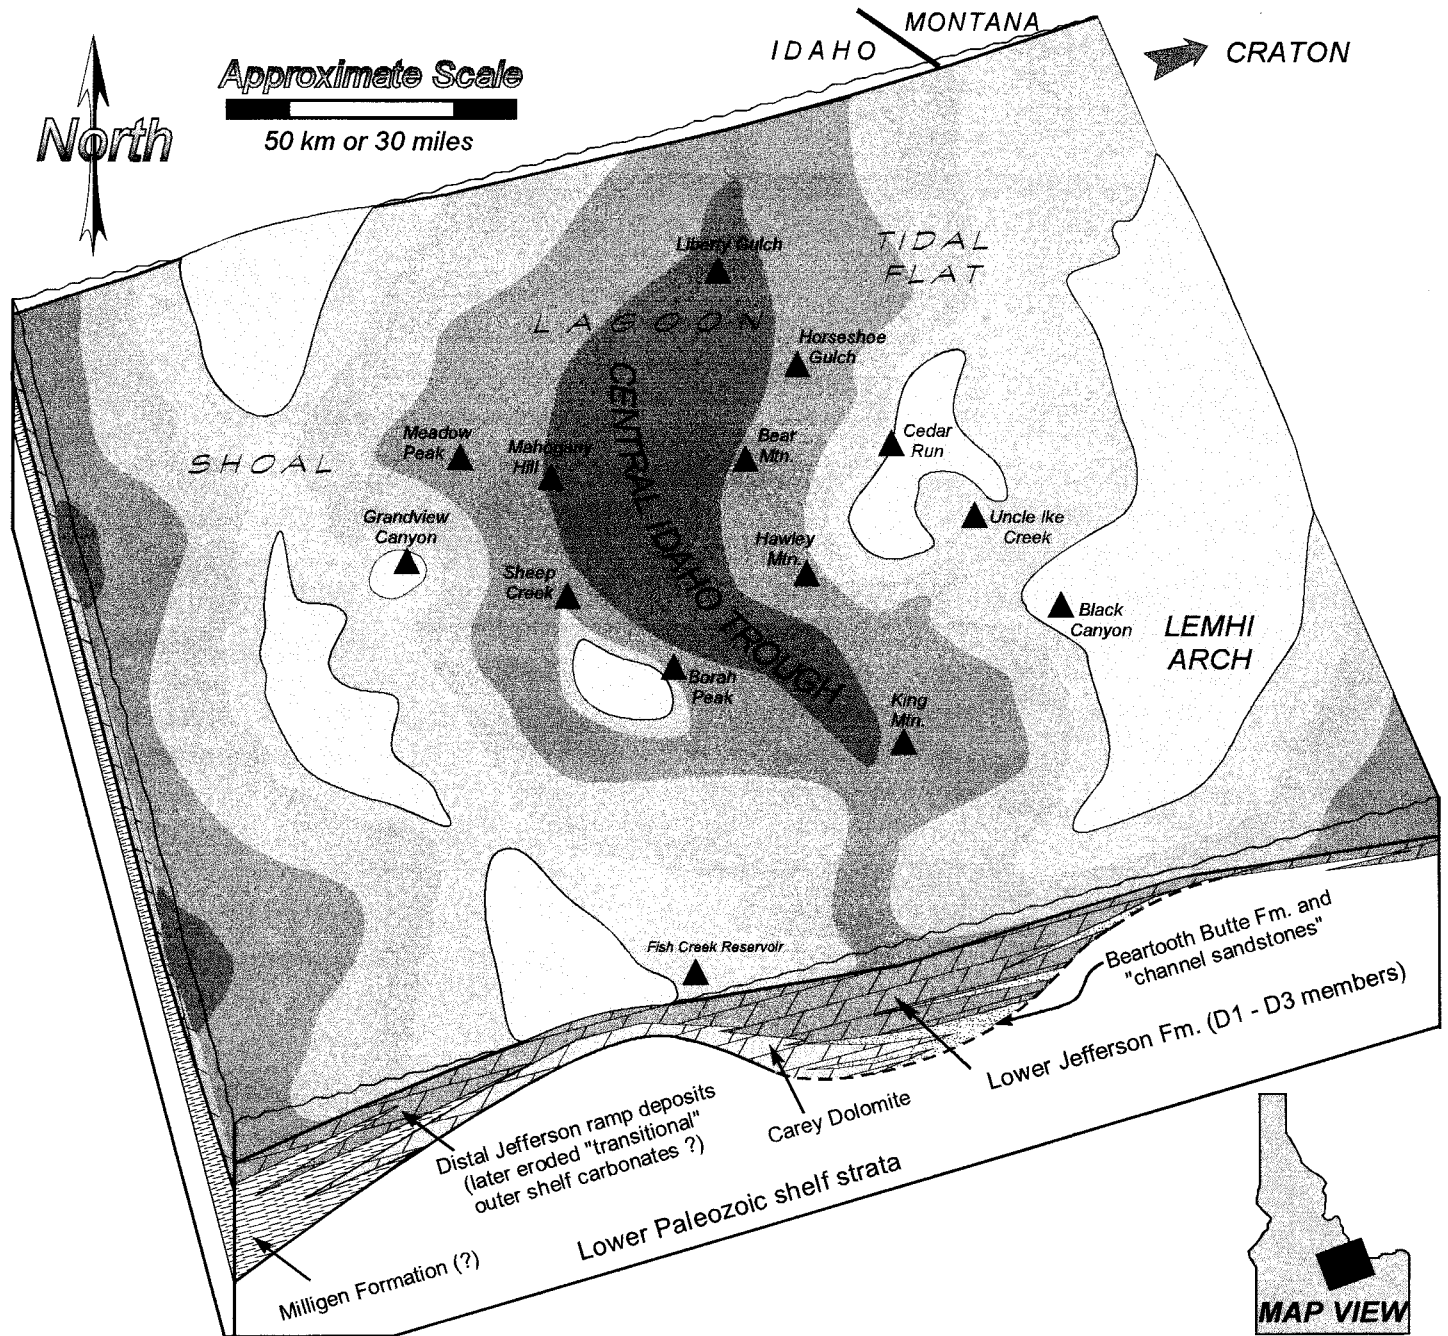 MONTANA
IDAHO
CRATON
North
Approximate Scale
50 km or 30 miles
Liberty Gulch
TIDAL
FLAT
LAGOON
Horseshoe
Gulch
CENTRAL IDAHO TROUGH
Meadow
Peak
Mahogany
Hill
Bear
Mtn.
Cedar
Run
SHOAL
Grandview
Canyon
Uncle Ike
Creek
Hawley
Mtn.
Sheep
Creek
Black
Canyon
LEMHI
ARCH
Borah
Peak
King
Mtn.
Fish Creek Reservoir
Beartooth Butte Fm. and
"channel sandstones"
Lower Jefferson Fm. (D1 - D3 members)
Carey Dolomite
Distal Jefferson ramp deposits
(later eroded "transitional"
outer shelf carbonates ?)
Lower Paleozoic shelf strata
Milligen Formation (?)
MAP VIEW